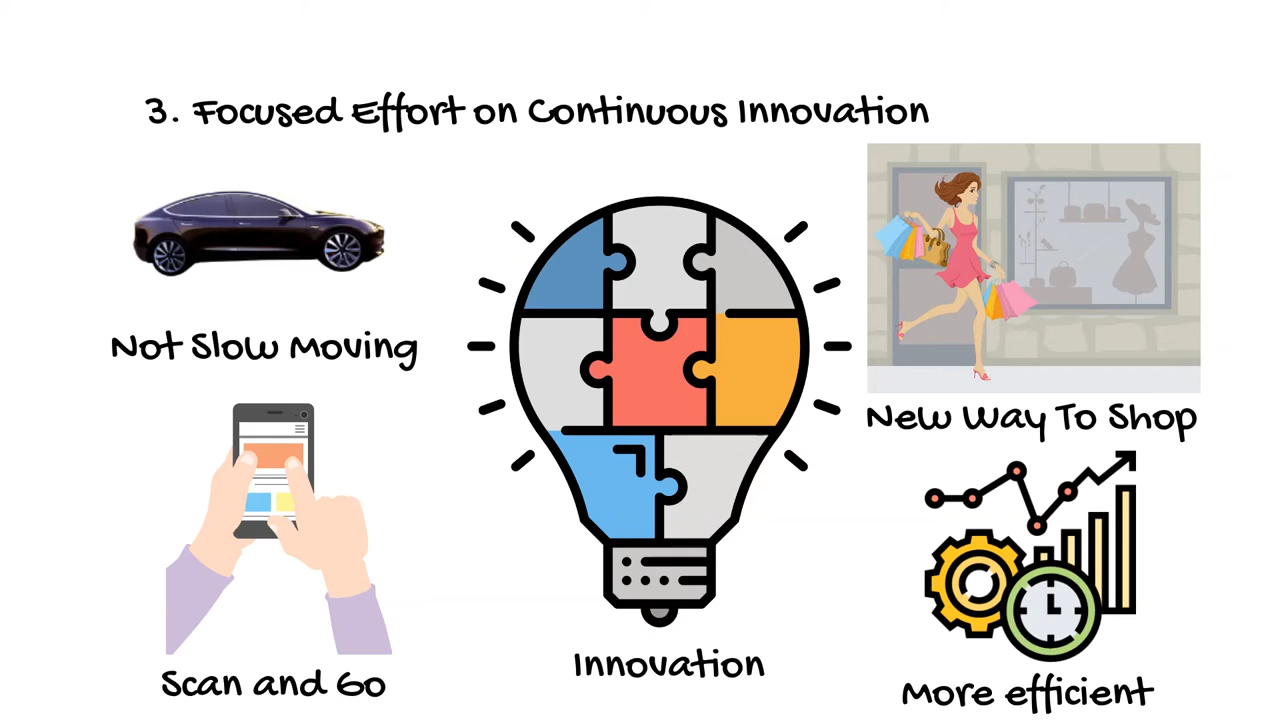 3. Focused Effort on Continuous Innovation
Not Slow Moving
New Way To Shop
Scan and Go
Innovation
More efficient